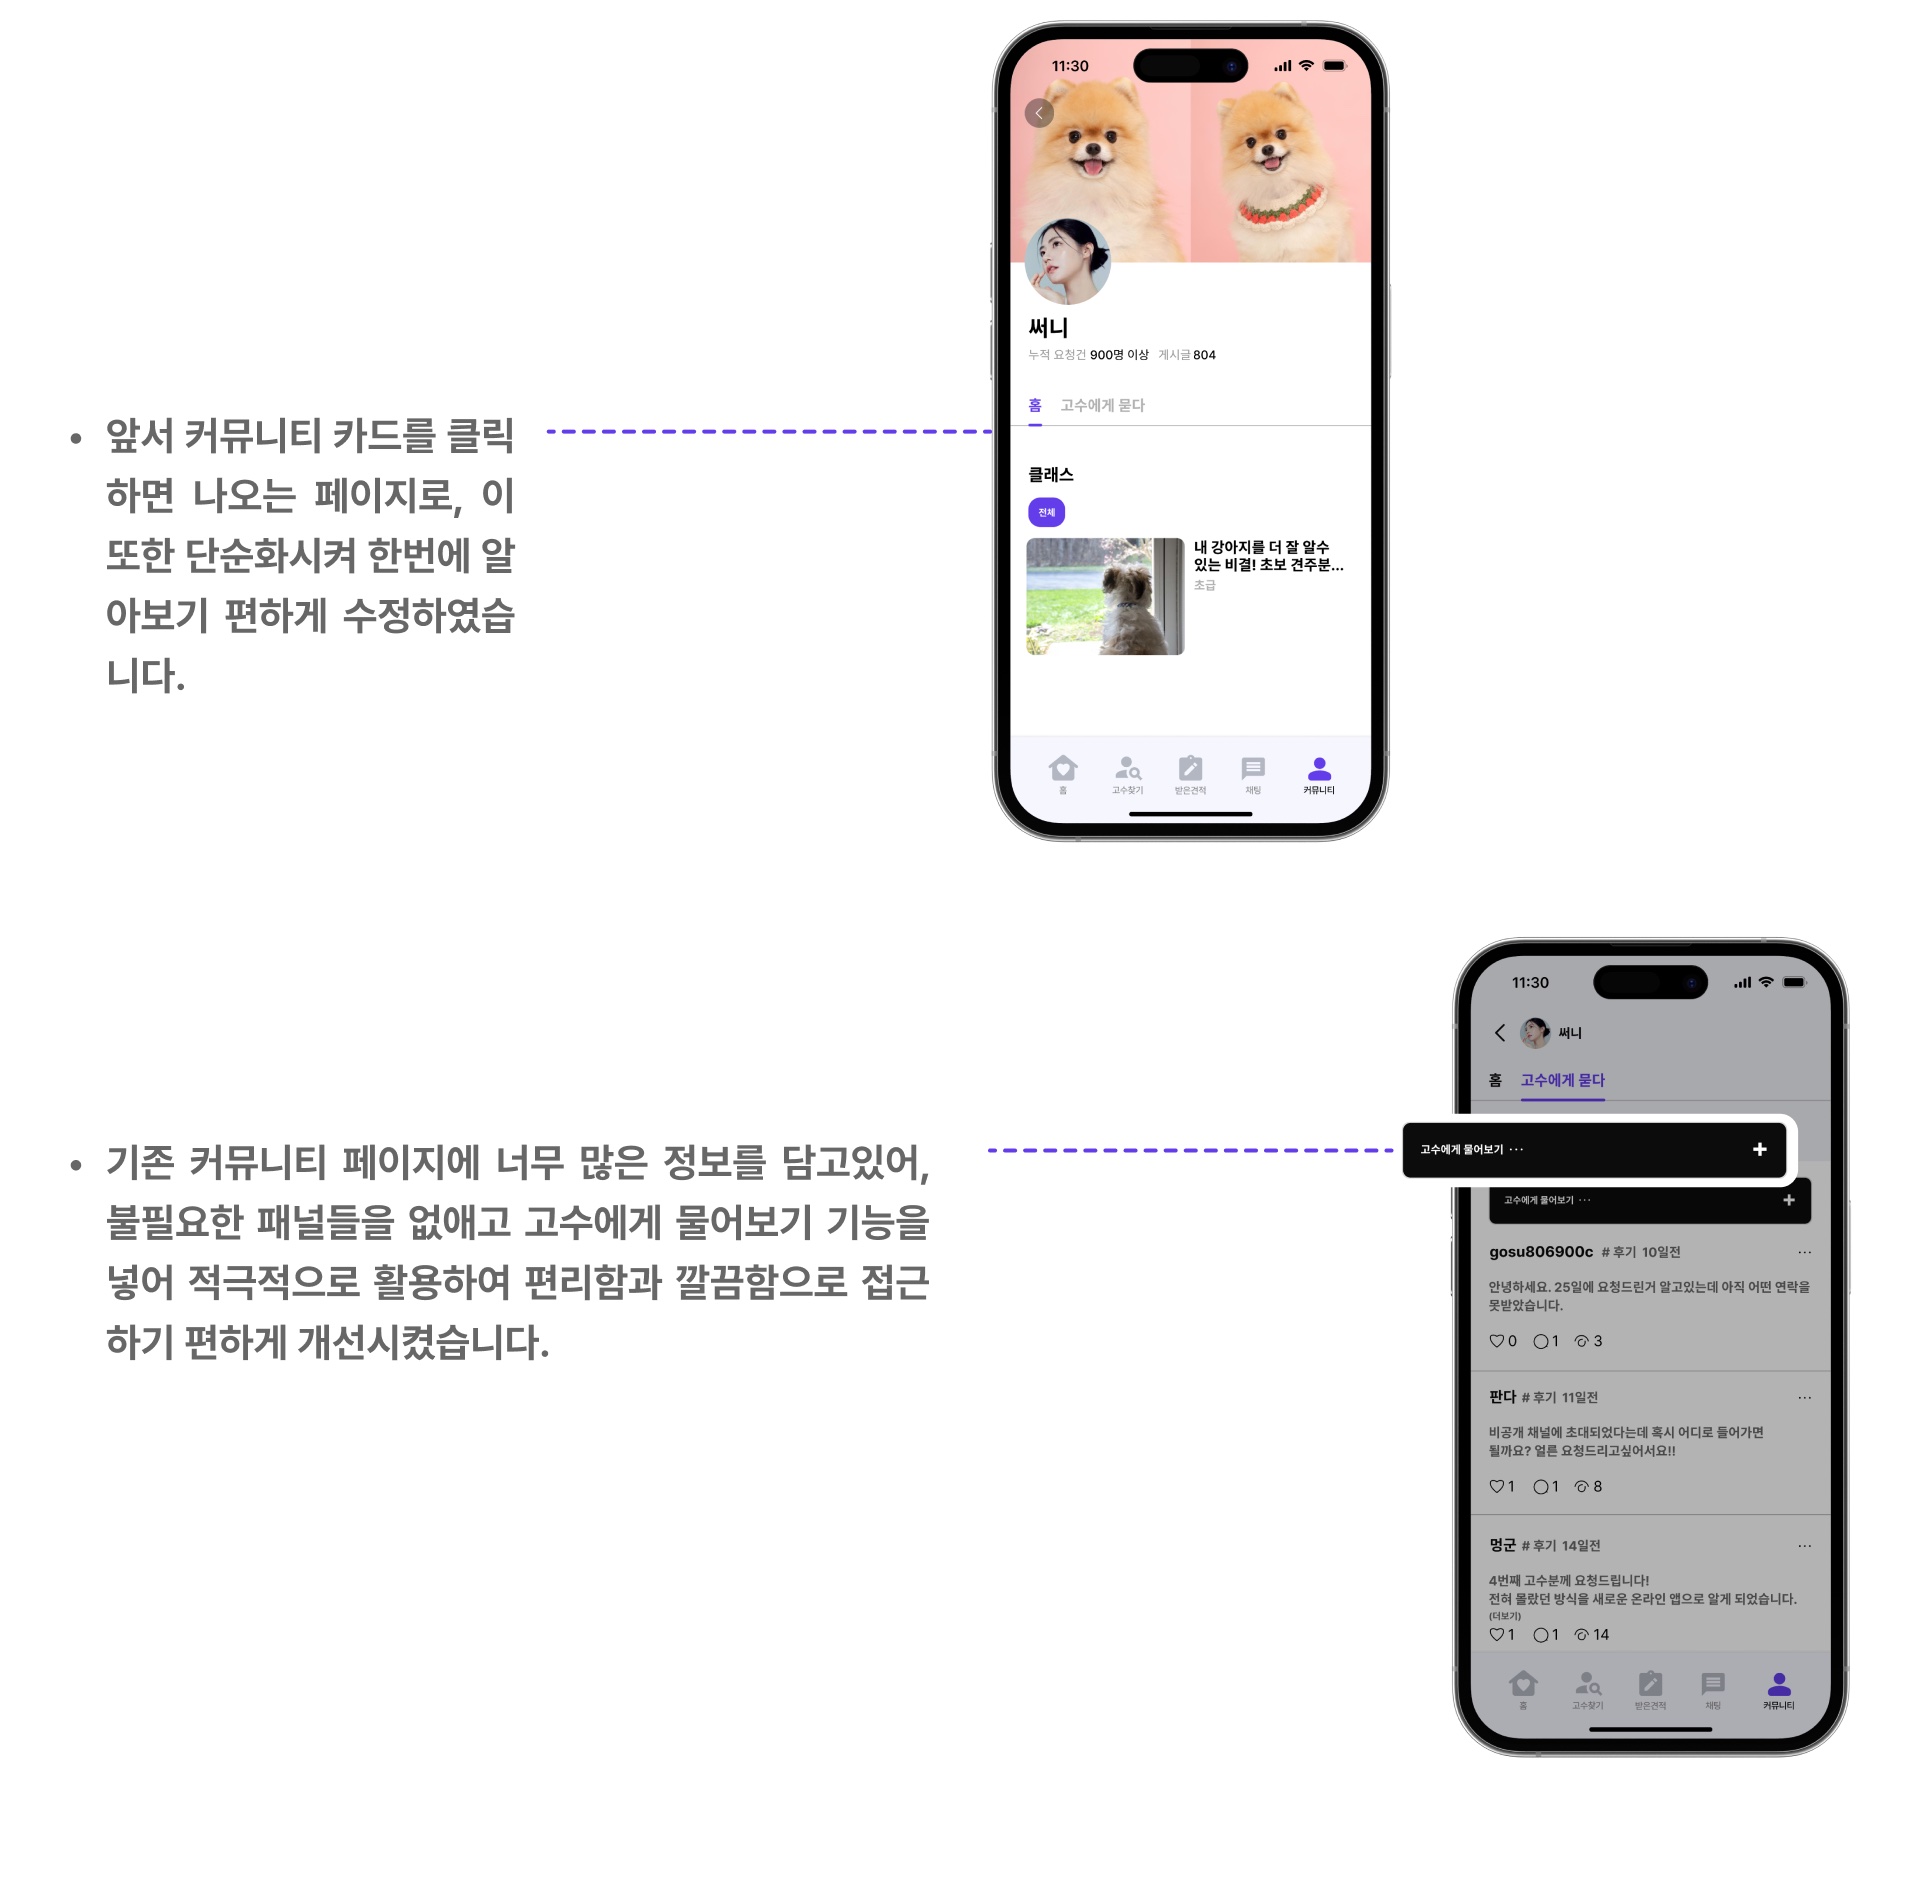 11:30
써니
누적 요청건 900명 이상 게시글 804
홈 고수에게 묻다
클래스
전체
내 강아지를 더 잘 알수
있는 비결! 초보 견주분...
초급
홈 고수찾기 받은견적 채팅 커뮤니티
• 앞서 커뮤니티 카드를 클릭
하면 나오는 페이지로, 이
또한 단순화시켜 한번에 알
아보기 편하게 수정하였습
니다.
11:30
써니
홈 고수에게 묻다
고수에게 물어보기 ···
고수에게 물어보기 ···
gosu806900c # 후기 10일전
안녕하세요. 25일에 요청드린거 알고있는데 아직 어떤 연락을
못받았습니다.
0 1 3
판다 # 후기 11일전
비공개 채널에 초대되었다는데 혹시 어디로 들어가면
될까요? 얼른 요청드리고싶어서요!!
1 1 8
멍군 # 후기 14일전
4번째 고수분께 요청드립니다!
전혀 몰랐던 방식을 새로운 온라인 앱으로 알게 되었습니다.
(더보기)
1 1 14
홈 고수찾기 받은견적 채팅 커뮤니티
• 기존 커뮤니티 페이지에 너무 많은 정보를 담고있어,
불필요한 패널들을 없애고 고수에게 물어보기 기능을
넣어 적극적으로 활용하여 편리함과 깔끔함으로 접근
하기 편하게 개선시켰습니다.